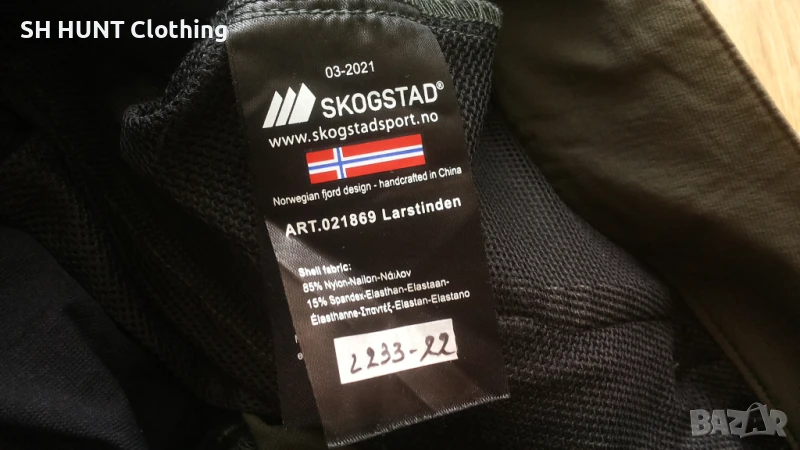 SH HUNT Clothing
03-2021
SKOGSTAD®
www.skogstadsport.no
Norwegian fjord design - handcrafted in China
ART.021869 Larstinden
Shell fabric:
85% Nylon-Nailon-Νάιλον
15% Spandex-Elasthan-Elastaan-
Élasthanne-Σπαντέξ-Elastan-Elastano
2233-22
BAZAR